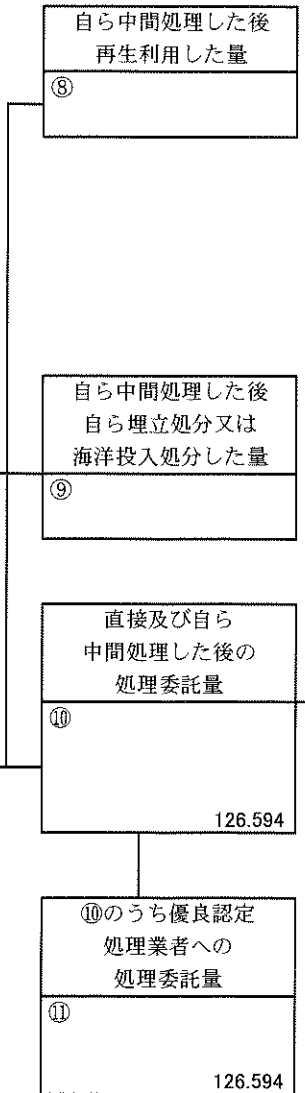 自ら中間処理した後
再生利用した量
⑧
自ら中間処理した後
自ら埋立処分又は
海洋投入処分した量
⑨
直接及び自ら
中間処理した後の
処理委託量
⑩
126.594
⑩のうち優良認定
処理業者への
処理委託量
⑪
126.594